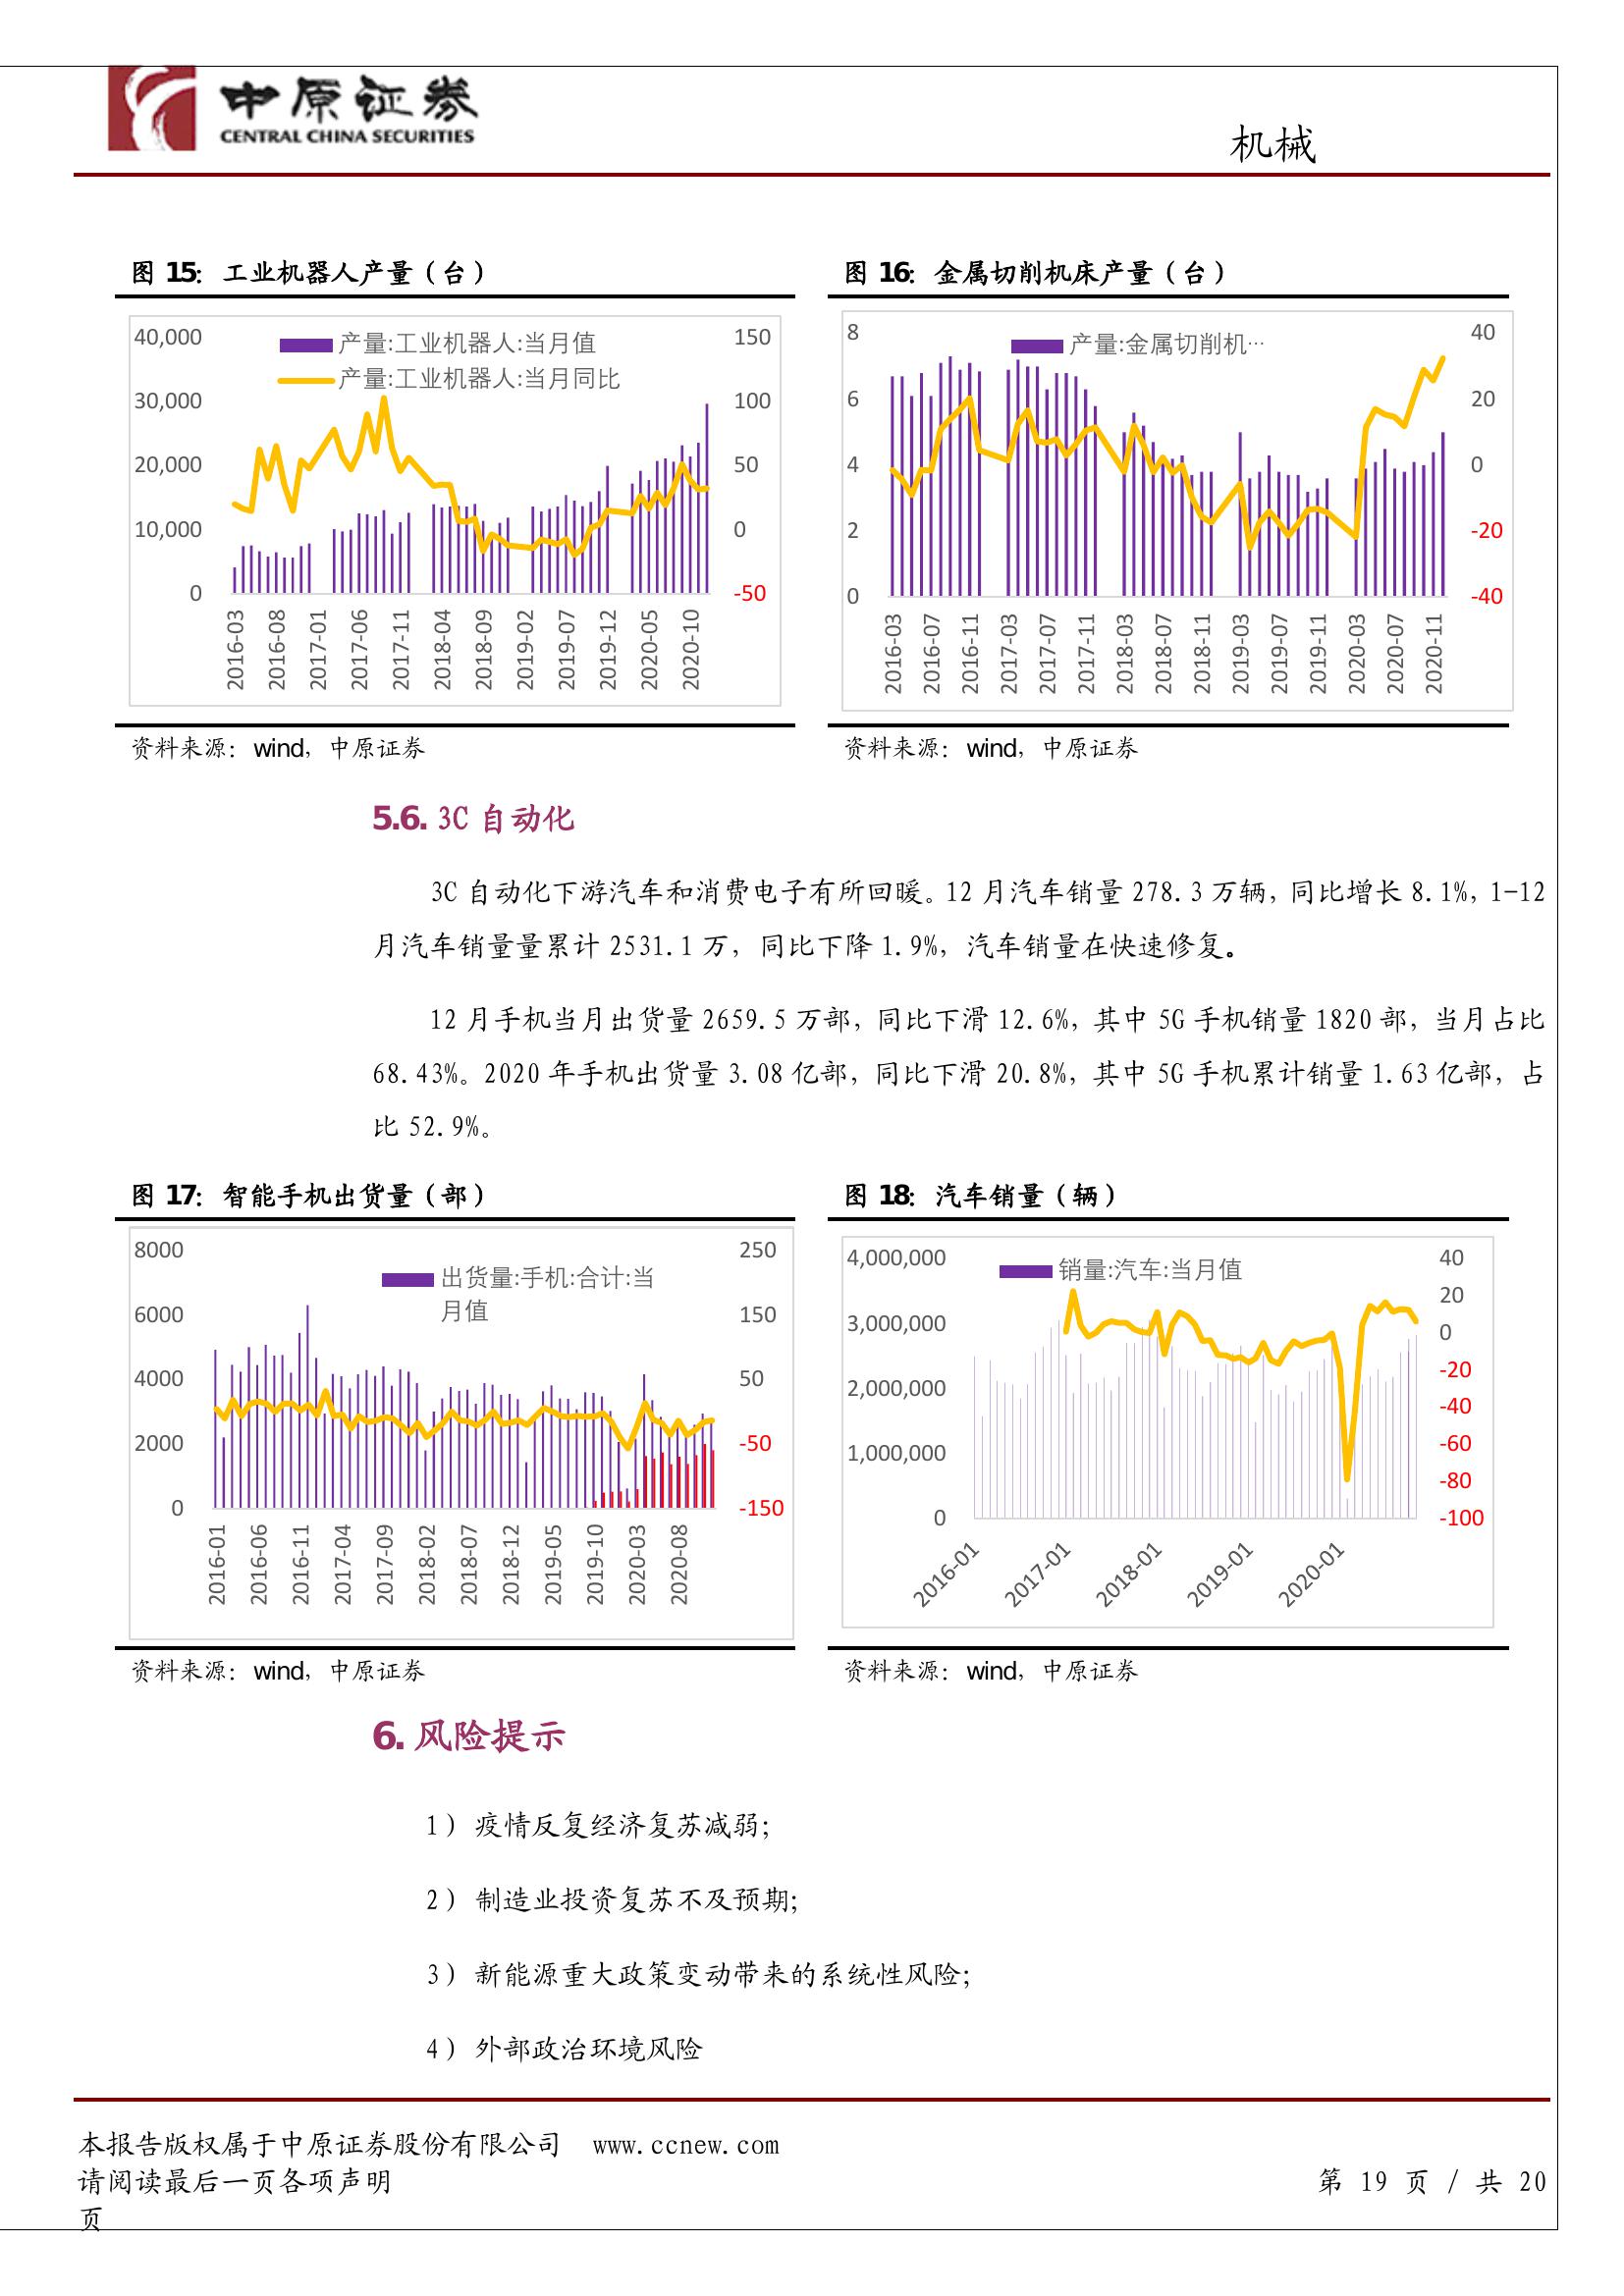 中原证券
CENTRAL CHINA SECURITIES
机械
图 15：工业机器人产量（台）
40,000
30,000
20,000
10,000
0
产量:工业机器人:当月值
产量:工业机器人:当月同比
150
100
50
0
-50
2016-03
2016-08
2017-01
2017-06
2017-11
2018-04
2018-09
2019-02
2019-07
2019-12
2020-05
2020-10
资料来源：wind，中原证券
图 16：金属切削机床产量（台）
8
6
4
2
0
产量:金属切削机…
40
20
0
-20
-40
2016-03
2016-07
2016-11
2017-03
2017-07
2017-11
2018-03
2018-07
2018-11
2019-03
2019-07
2019-11
2020-03
2020-07
2020-11
资料来源：wind，中原证券
5.6. 3C 自动化
3C 自动化下游汽车和消费电子有所回暖。12 月汽车销量 278.3 万辆，同比增长 8.1%，1-12
月汽车销量量累计 2531.1 万，同比下降 1.9%，汽车销量在快速修复。
12 月手机当月出货量 2659.5 万部，同比下滑 12.6%，其中 5G 手机销量 1820 部，当月占比
68.43%。2020 年手机出货量 3.08 亿部，同比下滑 20.8%，其中 5G 手机累计销量 1.63 亿部，占
比 52.9%。
图 17：智能手机出货量（部）
8000
6000
4000
2000
0
出货量:手机:合计:当
月值
250
150
50
-50
-150
2016-01
2016-06
2016-11
2017-04
2017-09
2018-02
2018-07
2018-12
2019-05
2019-10
2020-03
2020-08
资料来源：wind，中原证券
图 18：汽车销量（辆）
4,000,000
3,000,000
2,000,000
1,000,000
0
销量:汽车:当月值
40
20
0
-20
-40
-60
-80
-100
2016-01
2017-01
2018-01
2019-01
2020-01
资料来源：wind，中原证券
6. 风险提示
1） 疫情反复经济复苏减弱；
2） 制造业投资复苏不及预期；
3） 新能源重大政策变动带来的系统性风险；
4） 外部政治环境风险
本报告版权属于中原证券股份有限公司 www.ccnew.com
请阅读最后一页各项声明 第 19 页 / 共 20
页